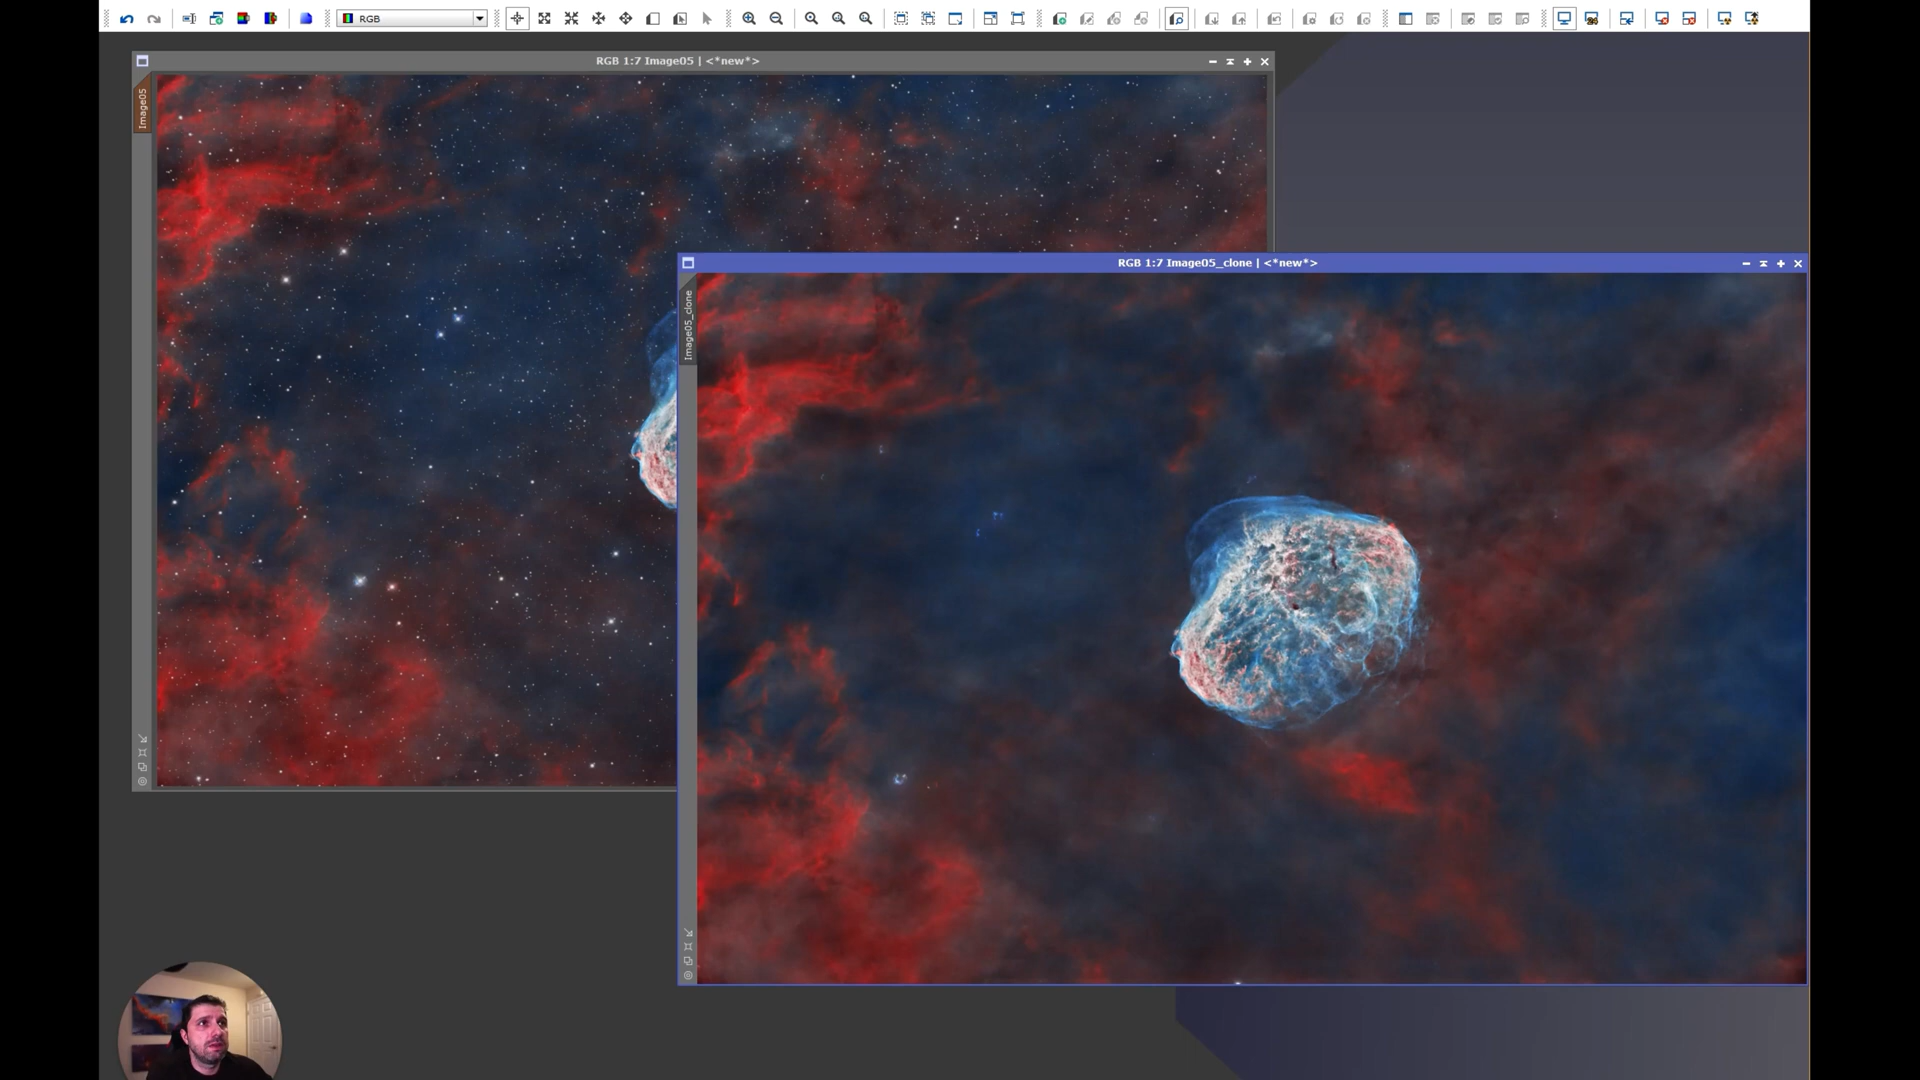 RGB
RGB 1:7 Image05 | <*new*>
Image05
RGB 1:7 Image05_clone | <*new*>
Image05_clone